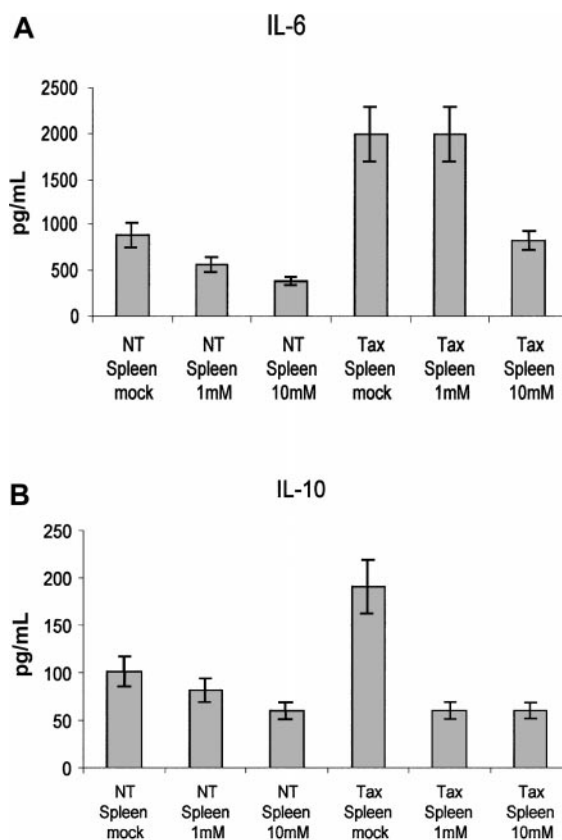 A
IL-6
pg/mL
2500
2000
1500
1000
500
0
NT NT NT Tax Tax Tax
Spleen Spleen Spleen Spleen Spleen Spleen
mock 1mM 10mM mock 1mM 10mM
B
IL-10
pg/mL
250
200
150
100
50
0
NT NT NT Tax Tax Tax
Spleen Spleen Spleen Spleen Spleen Spleen
mock 1mM 10mM mock 1mM 10mM